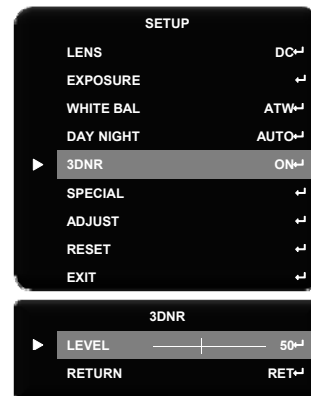 SETUP
LENS DC↵
EXPOSURE ↵
WHITE BAL ATW↵
DAY NIGHT AUTO↵
3DNR ON↵
SPECIAL ↵
ADJUST ↵
RESET ↵
EXIT ↵
3DNR
LEVEL 50↵
RETURN RET↵